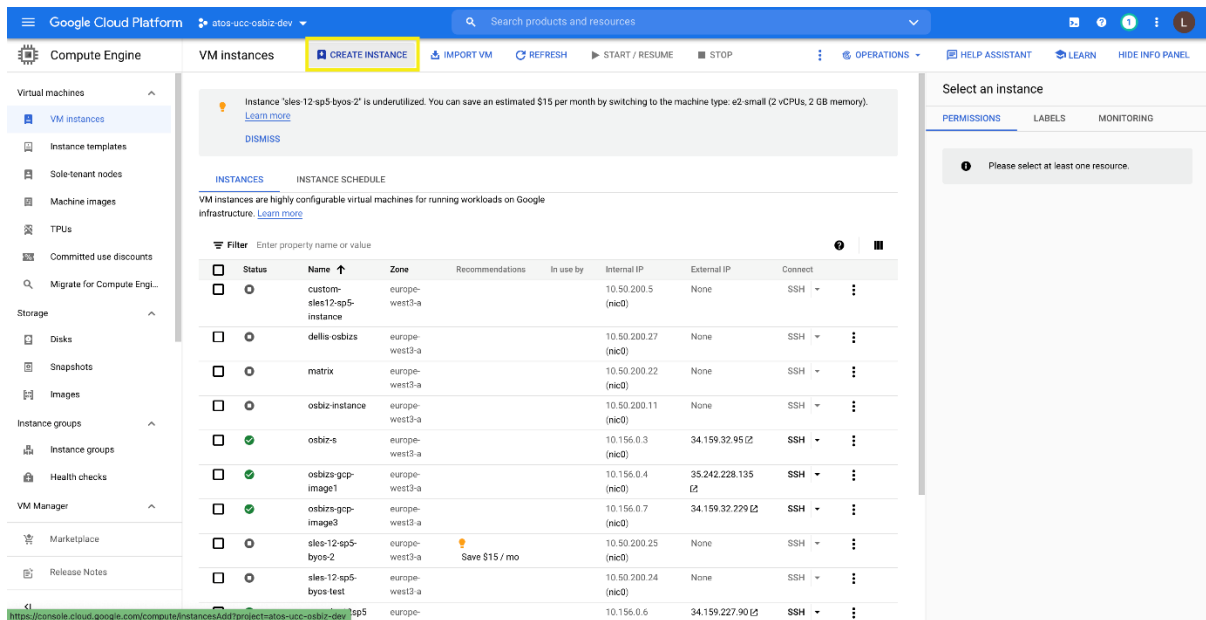 Google Cloud Platform
atos-ucc-osbiz-dev
Search products and resources
1
L
Compute Engine
VM instances
CREATE INSTANCE
IMPORT VM
REFRESH
START / RESUME
STOP
OPERATIONS
HELP ASSISTANT
LEARN
HIDE INFO PANEL
Virtual machines
VM instances
Instance templates
Sole-tenant nodes
Machine images
TPUs
Committed use discounts
Migrate for Compute Engi...
Storage
Disks
Snapshots
Images
Instance groups
Instance groups
Health checks
VM Manager
Marketplace
Release Notes
Instance "sles-12-sp5-byos-2" is underutilized. You can save an estimated $15 per month by switching to the machine type: e2-small (2 vCPUs, 2 GB memory).
Learn more
DISMISS
INSTANCES INSTANCE SCHEDULE
VM instances are highly configurable virtual machines for running workloads on Google
infrastructure. Learn more
Filter Enter property name or value
Status Name Zone Recommendations In use by Internal IP External IP Connect
custom- europe- 10.50.200.5 None SSH
sles12-sp5- west3-a (nic0)
instance
dellis-osbizs europe- 10.50.200.27 None SSH
west3-a (nic0)
matrix europe- 10.50.200.22 None SSH
west3-a (nic0)
osbiz-instance europe- 10.50.200.11 None SSH
west3-a (nic0)
osbiz-s europe- 10.156.0.3 34.159.32.95 SSH
west3-a (nic0)
osbizs-gcp- europe- 10.156.0.4 35.242.228.135 SSH
image1 west3-a (nic0)
osbizs-gcp- europe- 10.156.0.7 34.159.32.229 SSH
image3 west3-a (nic0)
sles-12-sp5- europe- 10.50.200.25 None SSH
byos-2 west3-a Save $15 / mo (nic0)
sles-12-sp5- europe- 10.50.200.24 None SSH
byos-test west3-a (nic0)
europe- 10.156.0.6 34.159.227.90 SSH
Select an instance
PERMISSIONS LABELS MONITORING
Please select at least one resource.
https://console.cloud.google.com/compute/instancesAdd?project=atos-ucc-osbiz-dev